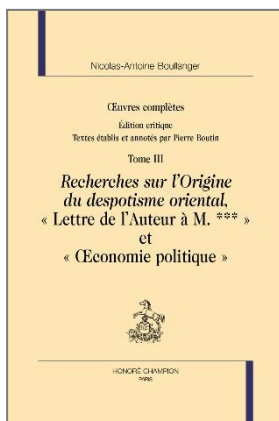 Nicolas-Antoine Boullanger
Œuvres complètes
Édition critique
Textes établis et annotés par Pierre Boutin
Tome III
Recherches sur l'Origine
du despotisme oriental,
« Lettre de l'Auteur à M. *** »
et
« Œconomie politique »
HONORÉ CHAMPION
PARIS